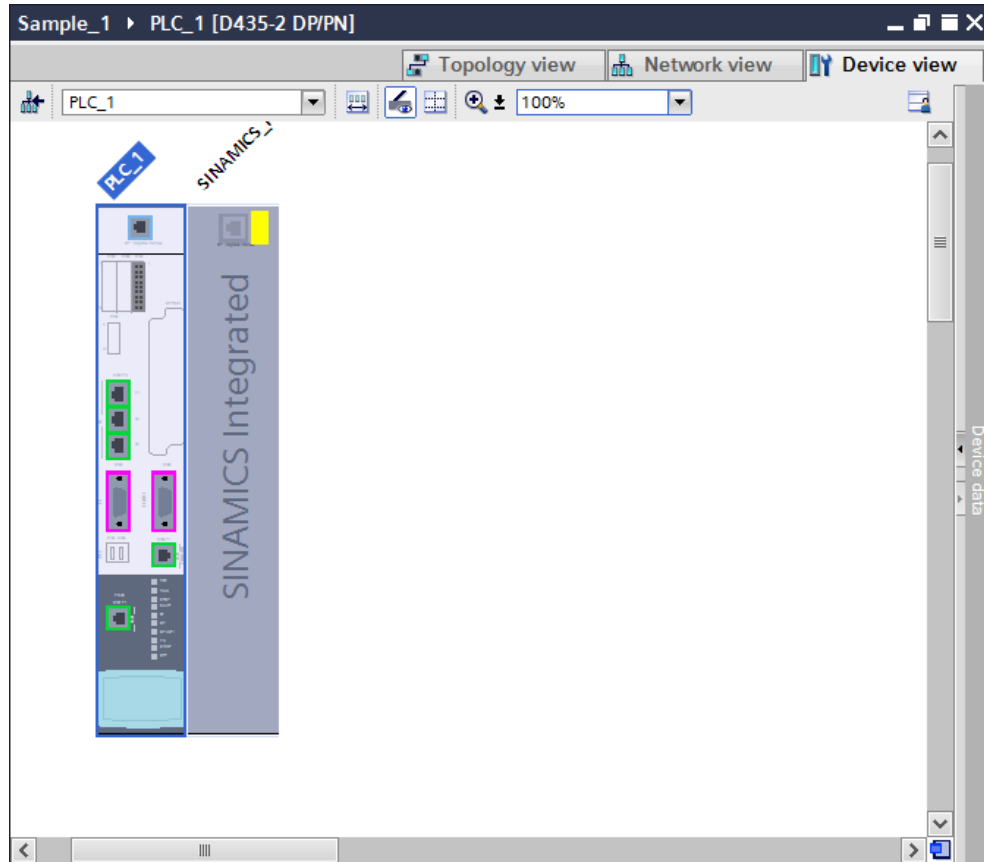 Sample_1 ▸ PLC_1 [D435-2 DP/PN]
Topology view
Network view
Device view
PLC_1
100%
PLC_1
SINAMICS Integrated
Device data